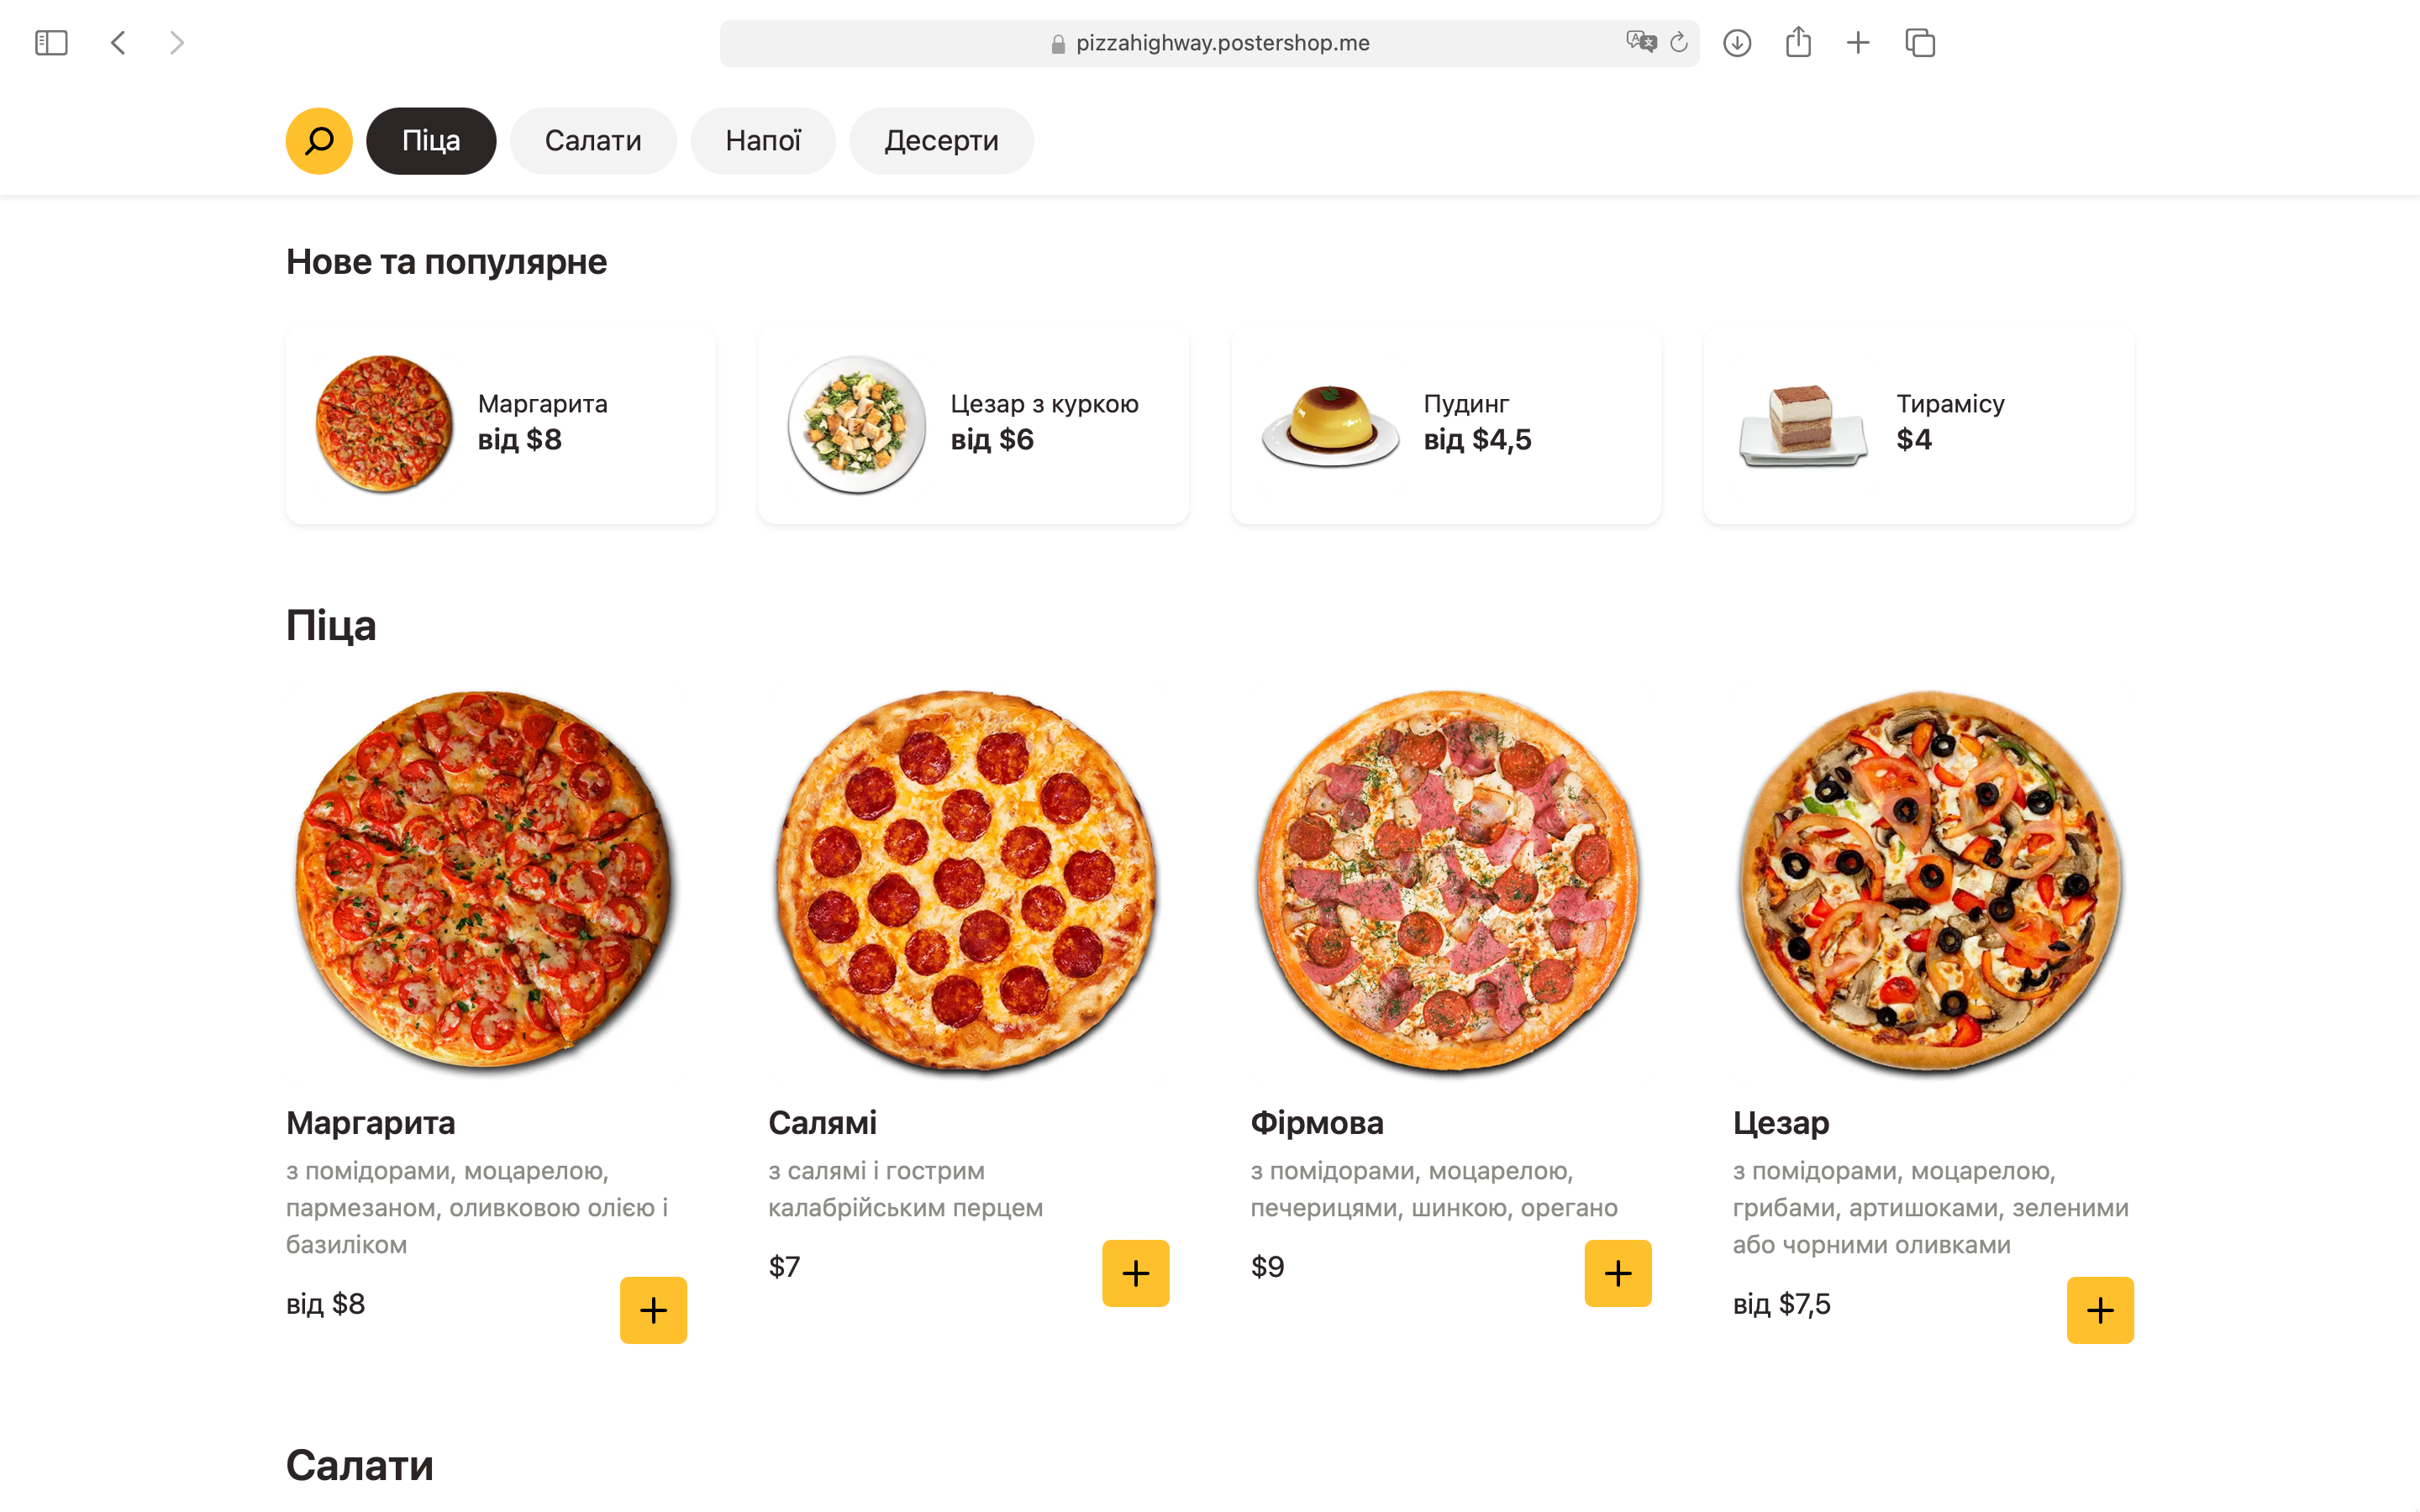 pizzahighway.postershop.me
Піца Салати Напої Десерти
Нове та популярне
Маргарита
від $8
Цезар з куркою
від $6
Пудинг
від $4,5
Тирамісу
$4
Піца
Маргарита
з помідорами, моцарелою,
пармезаном, оливковою олією і
базиліком
від $8
Салямі
з салямі і гострим
калабрійським перцем
$7
Фірмова
з помідорами, моцарелою,
печерицями, шинкою, орегано
$9
Цезар
з помідорами, моцарелою,
грибами, артишоками, зеленими
або чорними оливками
від $7,5
Салати